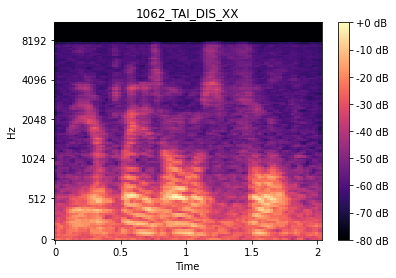 1062_TAI_DIS_XX
+0 dB
8192
-10 dB
4096
-20 dB
-30 dB
2048
Hz
-40 dB
1024
-50 dB
512
-60 dB
-70 dB
0
-80 dB
0 0.5 1 1.5 2
Time